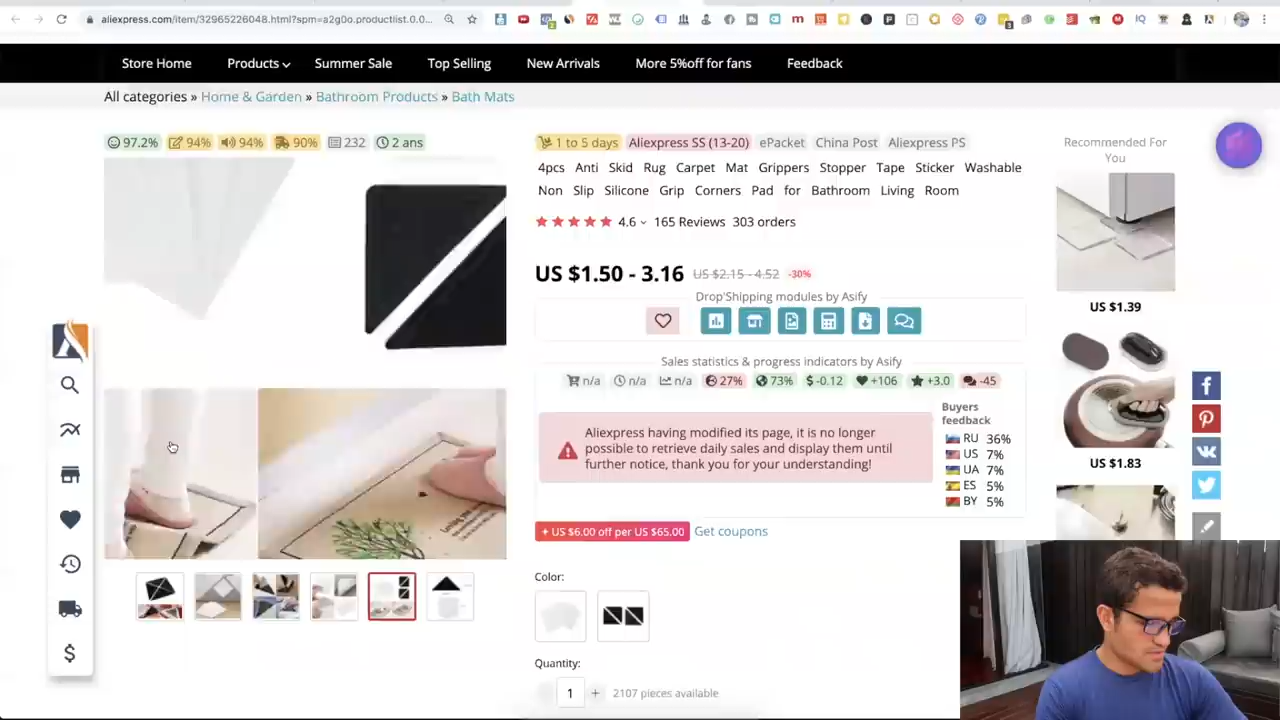 aliexpress.com/item/32965226048.html?spm=a2g0o.productlist.0.0...
Store Home Products Summer Sale Top Selling New Arrivals More 5%off for fans Feedback
All categories » Home & Garden » Bathroom Products » Bath Mats
97.2% 94% 94% 90% 232 2 ans
1 to 5 days Aliexpress SS (13-20) ePacket China Post Aliexpress PS
4pcs Anti Skid Rug Carpet Mat Grippers Stopper Tape Sticker Washable
Non Slip Silicone Grip Corners Pad for Bathroom Living Room
4.6 165 Reviews 303 orders
US $1.50 - 3.16 US $2.15 - 4.52 -30%
Drop'Shipping modules by Asify
Sales statistics & progress indicators by Asify
n/a n/a n/a 27% 73% -0.12 +106 +3.0 -45
Aliexpress having modified its page, it is no longer
possible to retrieve daily sales and display them until
further notice, thank you for your understanding!
Buyers
feedback
RU 36%
US 7%
UA 7%
ES 5%
BY 5%
+ US $6.00 off per US $65.00 Get coupons
Color:
Quantity:
1 + 2107 pieces available
Recommended For
You
US $1.39
US $1.83